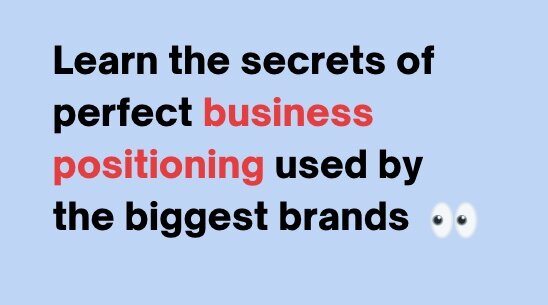 Learn the secrets of
perfect business
positioning used by
the biggest brands 👀